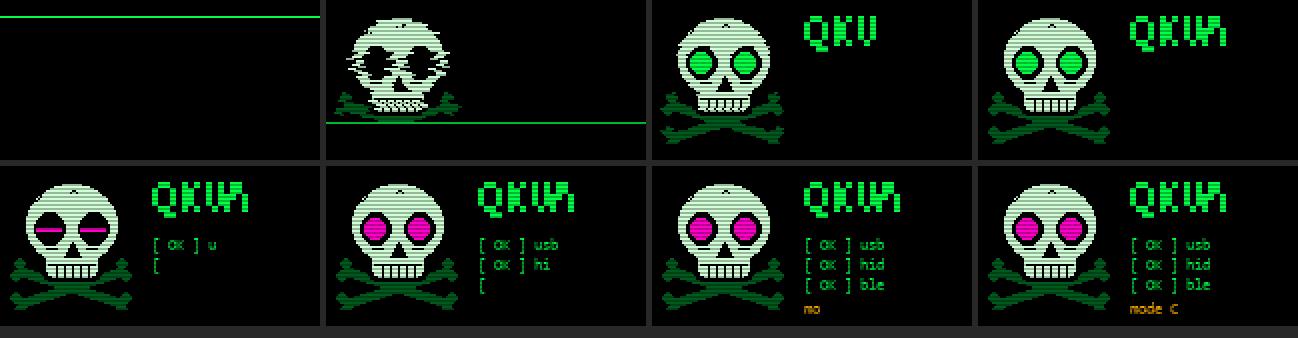 QKV
QKVM
QKVM
[ OK ] u
[
QKVM
[ OK ] usb
[ OK ] hi
[
QKVM
[ OK ] usb
[ OK ] hid
[ OK ] ble
mo
QKVM
[ OK ] usb
[ OK ] hid
[ OK ] ble
mode C